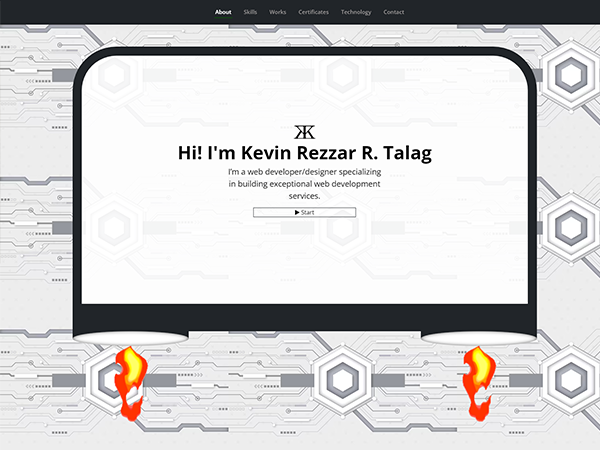 About Skills Works Certificates Technology Contact
Hi! I'm Kevin Rezzar R. Talag
I'm a web developer/designer specializing
in building exceptional web development
services.
▶ Start